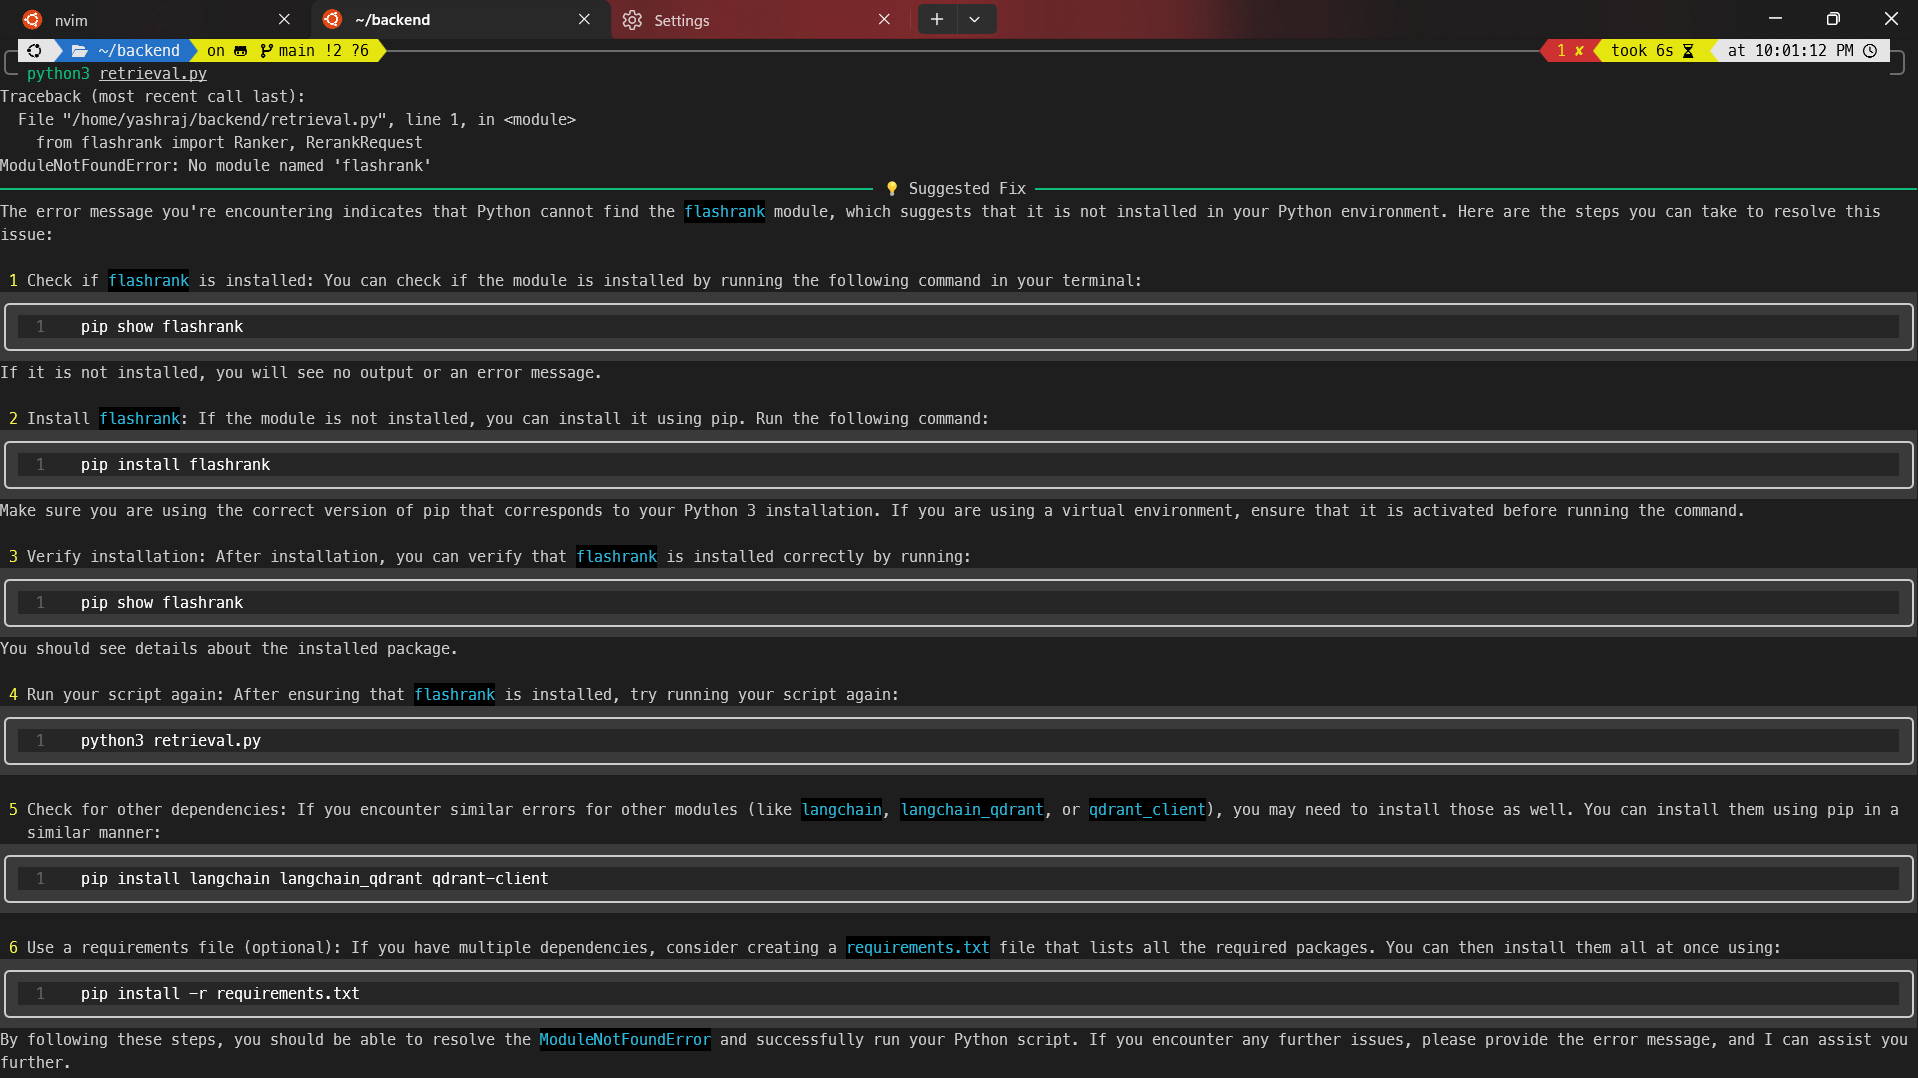 nvim
~/backend
Settings
~/backend on main !2 ?6 1 ✘ took 6s at 10:01:12 PM
python3 retrieval.py
Traceback (most recent call last):
File "/home/yashraj/backend/retrieval.py", line 1, in <module>
from flashrank import Ranker, RerankRequest
ModuleNotFoundError: No module named 'flashrank'
💡 Suggested Fix
The error message you're encountering indicates that Python cannot find the flashrank module, which suggests that it is not installed in your Python environment. Here are the steps you can take to resolve this
issue:
1 Check if flashrank is installed: You can check if the module is installed by running the following command in your terminal:
1 pip show flashrank
If it is not installed, you will see no output or an error message.
2 Install flashrank: If the module is not installed, you can install it using pip. Run the following command:
1 pip install flashrank
Make sure you are using the correct version of pip that corresponds to your Python 3 installation. If you are using a virtual environment, ensure that it is activated before running the command.
3 Verify installation: After installation, you can verify that flashrank is installed correctly by running:
1 pip show flashrank
You should see details about the installed package.
4 Run your script again: After ensuring that flashrank is installed, try running your script again:
1 python3 retrieval.py
5 Check for other dependencies: If you encounter similar errors for other modules (like langchain, langchain_qdrant, or qdrant_client), you may need to install those as well. You can install them using pip in a
similar manner:
1 pip install langchain langchain_qdrant qdrant-client
6 Use a requirements file (optional): If you have multiple dependencies, consider creating a requirements.txt file that lists all the required packages. You can then install them all at once using:
1 pip install -r requirements.txt
By following these steps, you should be able to resolve the ModuleNotFoundError and successfully run your Python script. If you encounter any further issues, please provide the error message, and I can assist you
further.